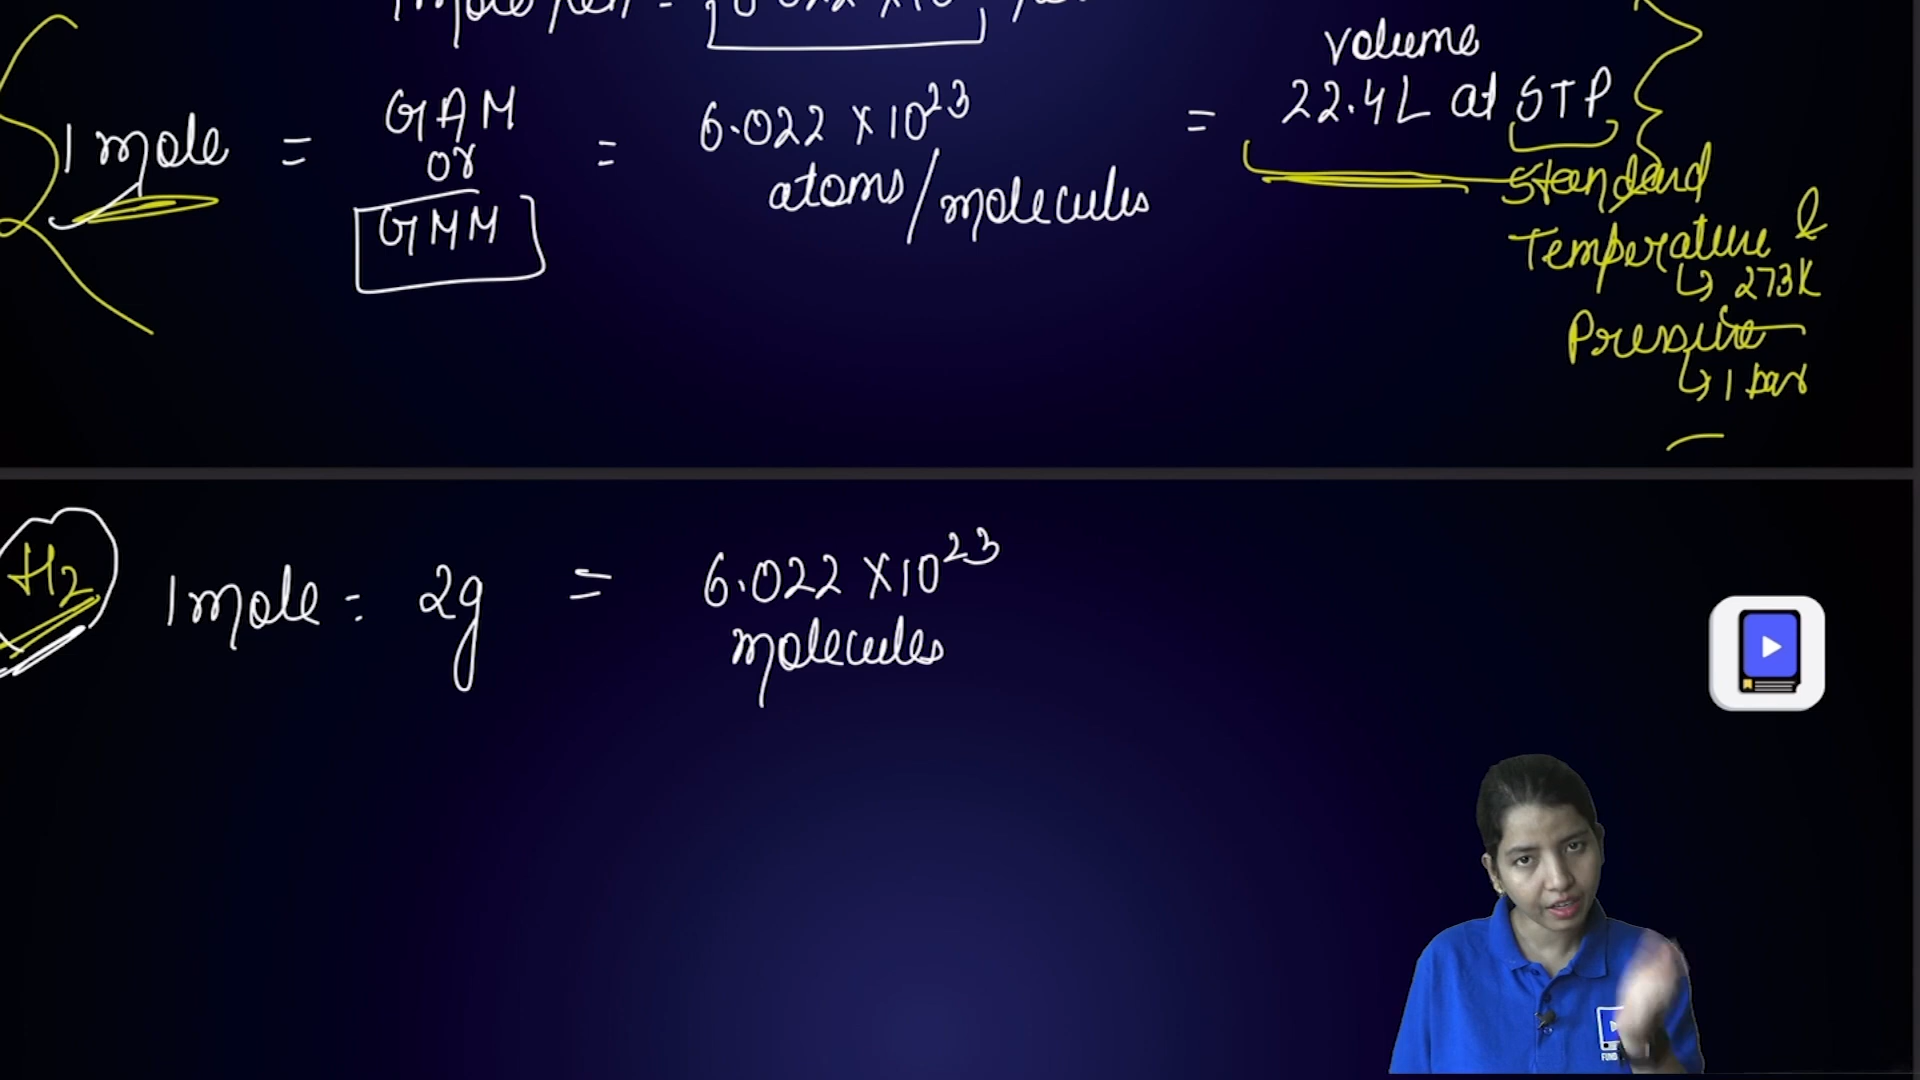 volume
1 mole = GAM or GMM = 6.022 × 10²³ atoms/molecules = 22.4 L at STP
Standard
Temperature &
↳ 273K
Pressure
↳ 1 bar
H₂ 1 mole = 2g = 6.022 × 10²³
molecules